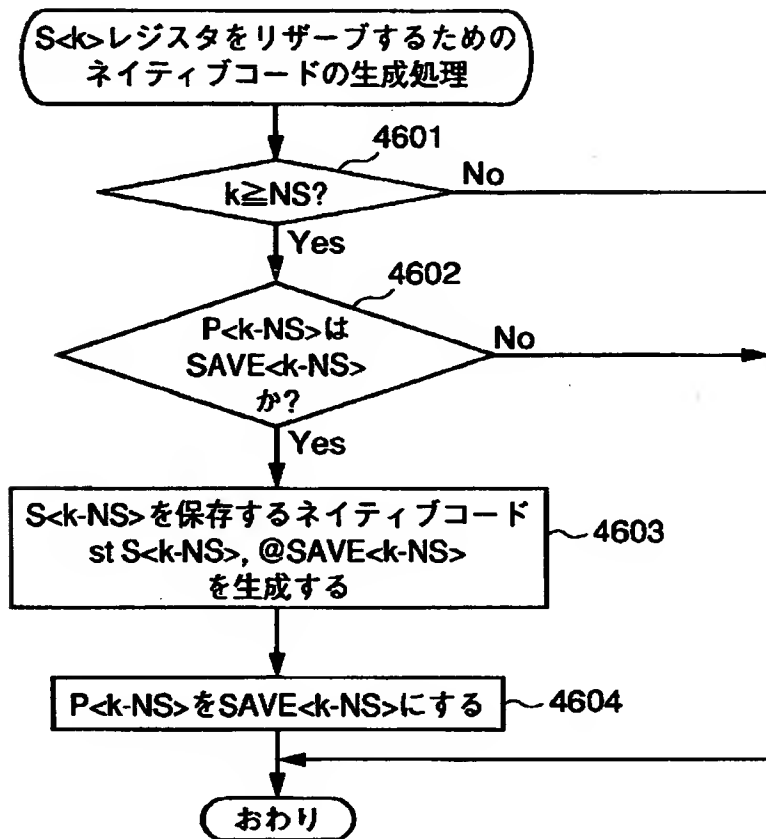 S<k>レジスタをリザーブするための
ネイティブコードの生成処理
4601
k≧NS?
No
Yes
4602
P<k-NS>は
SAVE<k-NS>
か?
No
Yes
S<k-NS>を保存するネイティブコード
st S<k-NS>, @SAVE<k-NS>
を生成する
4603
P<k-NS>をSAVE<k-NS>にする
4604
おわり